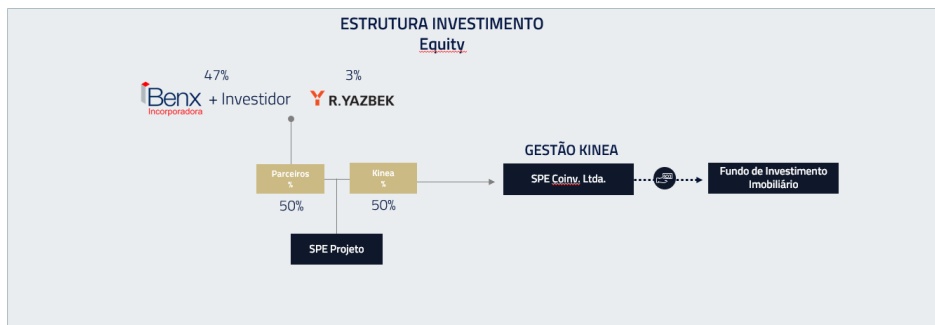 ESTRUTURA INVESTIMENTO
Equity
47%
3%
Benx + Investidor
Incorporadora
R.YAZBEK
GESTÃO KINEA
Parceiros
%
Kinea
%
SPE Coinv. Ltda.
Fundo de Investimento
Imobiliário
50%
50%
SPE Projeto